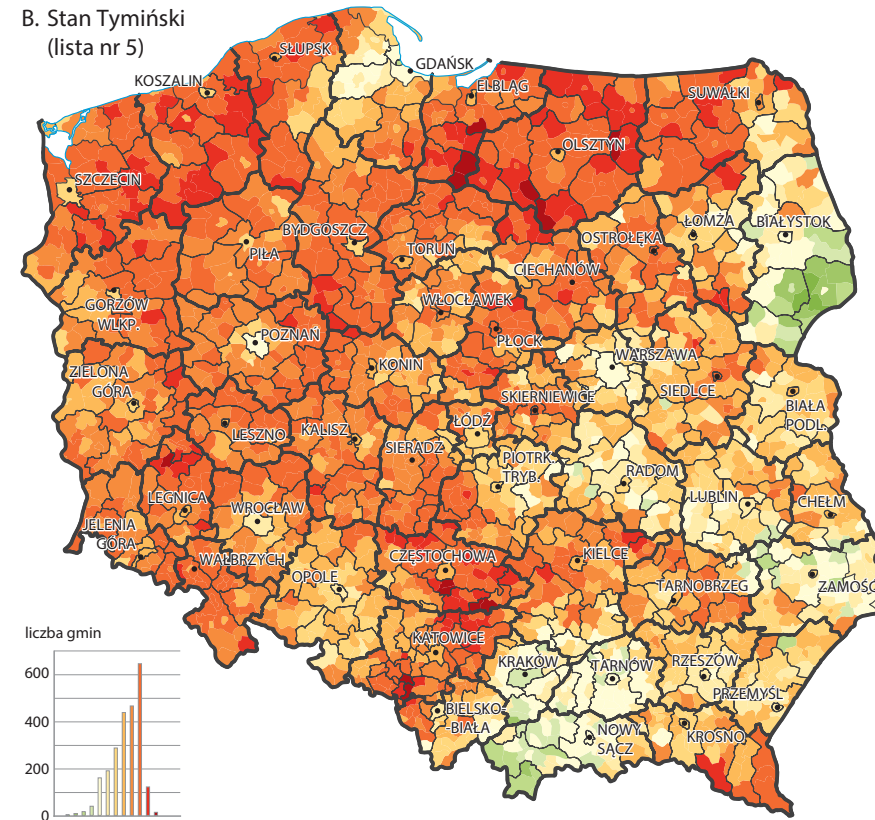 B. Stan Tymiński
(lista nr 5)
SŁUPSK
GDAŃSK
KOSZALIN
ELBLĄG
SUWAŁKI
OLSZTYN
SZCZECIN
BYDGOSZCZ
PIŁA
TORUŃ
OSTROŁĘKA
ŁOMŻA
BIAŁYSTOK
CIECHANÓW
GORZÓW
WLKP.
WŁOCŁAWEK
POZNAŃ
PŁOCK
WARSZAWA
ZIELONA
GÓRA
KONIN
SKIERNIEWICE
SIEDLCE
BIAŁA
PODL.
LESZNO
KALISZ
SIERADZ
ŁÓDŹ
PIOTRK.
TRYB.
RADOM
LUBLIN
CHEŁM
LEGNICA
WROCŁAW
JELENIA
GÓRA
WAŁBRZYCH
OPOLE
CZĘSTOCHOWA
KIELCE
TARNOBRZEG
ZAMOŚĆ
KATOWICE
KRAKÓW
TARNÓW
RZESZÓW
PRZEMYŚL
BIELSKO-
-BIAŁA
NOWY
SĄCZ
KROSNO
liczba gmin
600
400
200
0